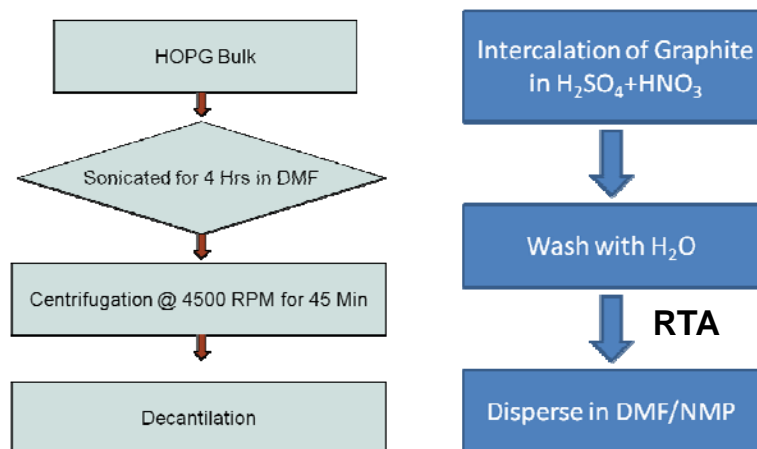 HOPG Bulk
Sonicated for 4 Hrs in DMF
Centrifugation @ 4500 RPM for 45 Min
Decantilation
Intercalation of Graphite
in H₂SO₄+HNO₃
Wash with H₂O
RTA
Disperse in DMF/NMP